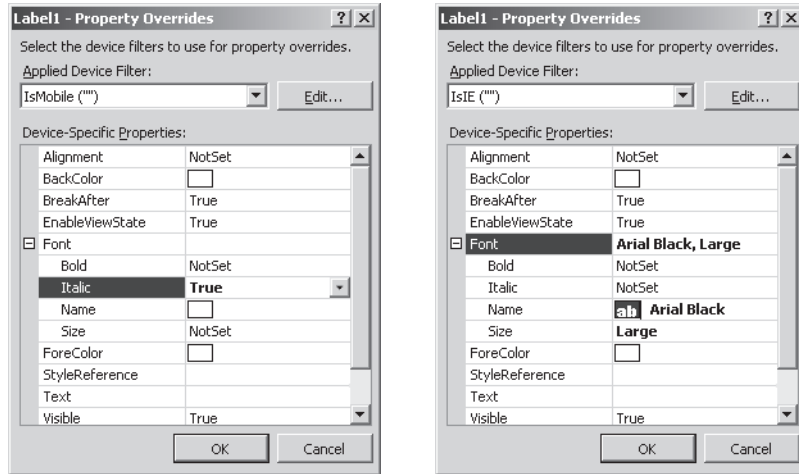 Label1 - Property Overrides
Select the device filters to use for property overrides.
Applied Device Filter:
IsMobile ("")
Edit...
Device-Specific Properties:
Alignment NotSet
BackColor
BreakAfter True
EnableViewState True
Font
Bold NotSet
Italic True
Name
Size NotSet
ForeColor
StyleReference
Text
Visible True
OK Cancel
Label1 - Property Overrides
Select the device filters to use for property overrides.
Applied Device Filter:
IsIE ("")
Edit...
Device-Specific Properties:
Alignment NotSet
BackColor
BreakAfter True
EnableViewState True
Font Arial Black, Large
Bold NotSet
Italic NotSet
Name ab Arial Black
Size Large
ForeColor
StyleReference
Text
Visible True
OK Cancel